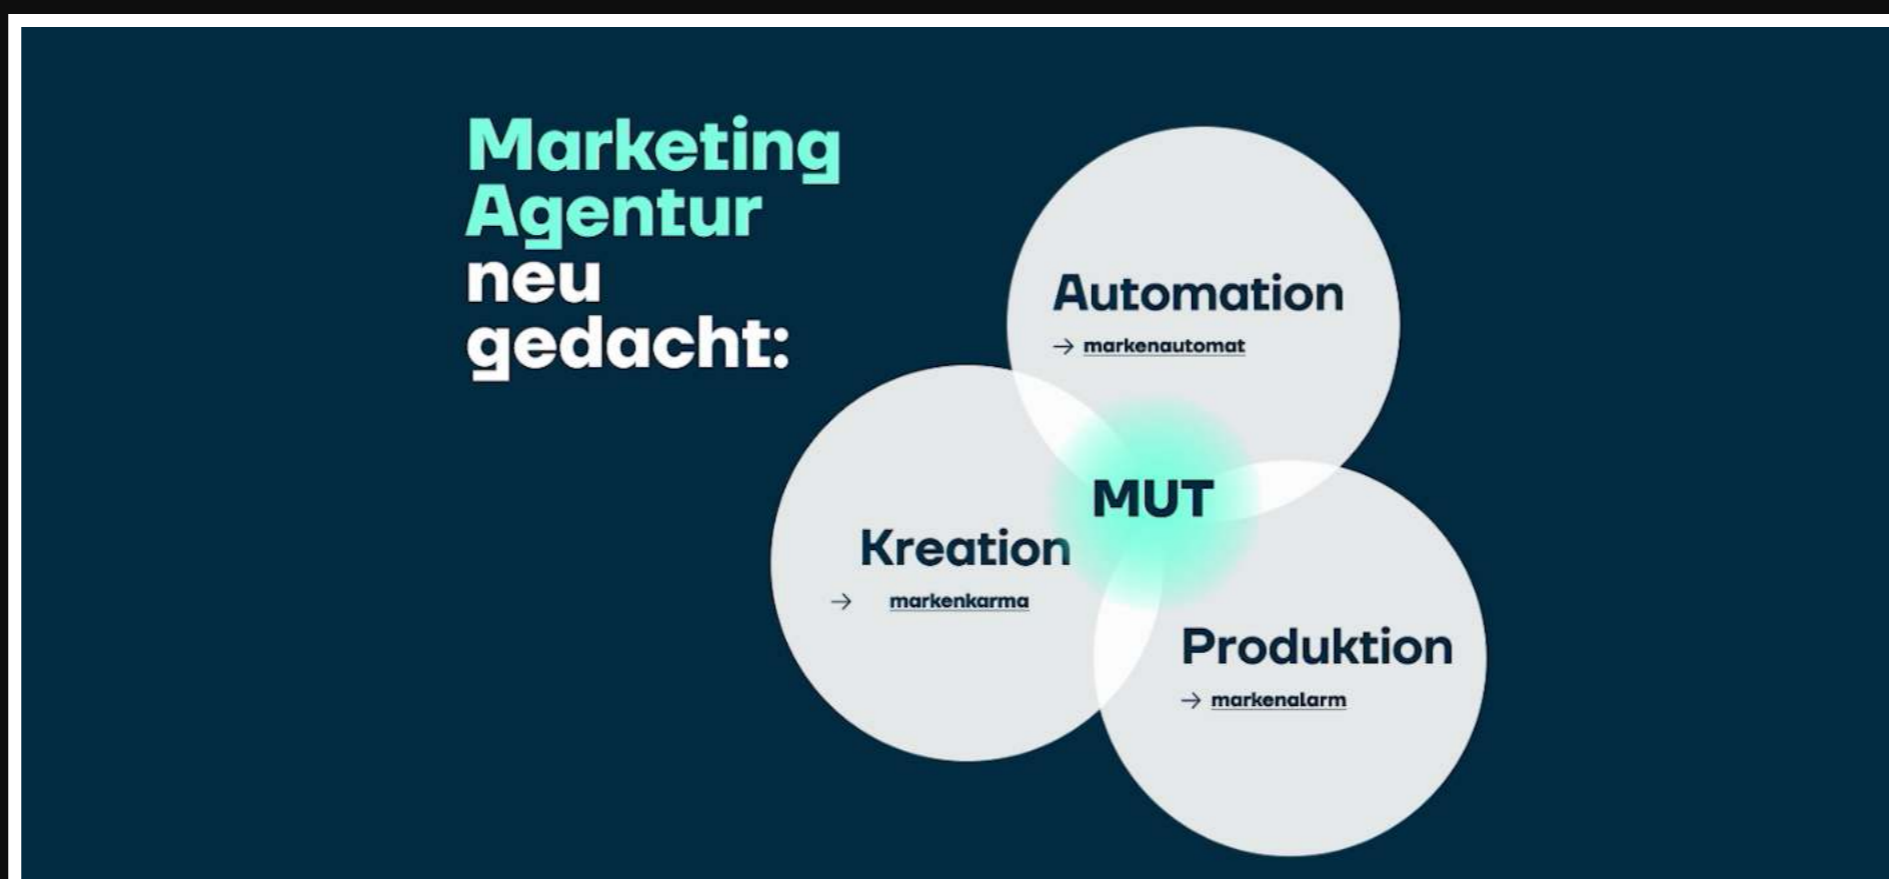 Marketing
Agentur
neu
gedacht:
Automation
→ markenautomat
MUT
Kreation
→ markenkarma
Produktion
→ markenalarm